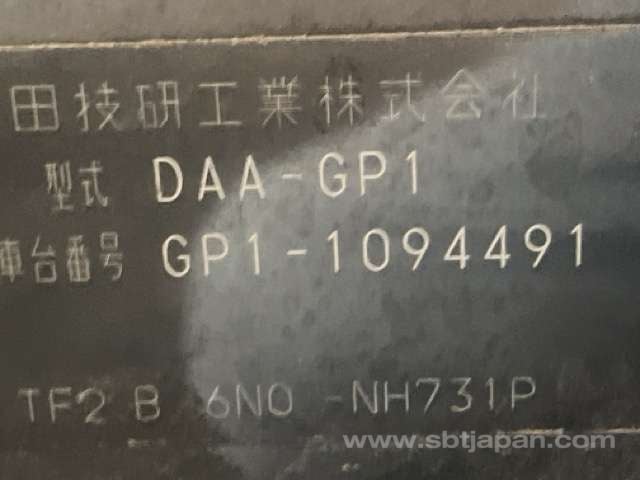 田技研工業株式会社
型式 DAA-GP1
車台番号 GP1-1094491
TF2 B 6N0 -NH731P
www.sbtjapan.com